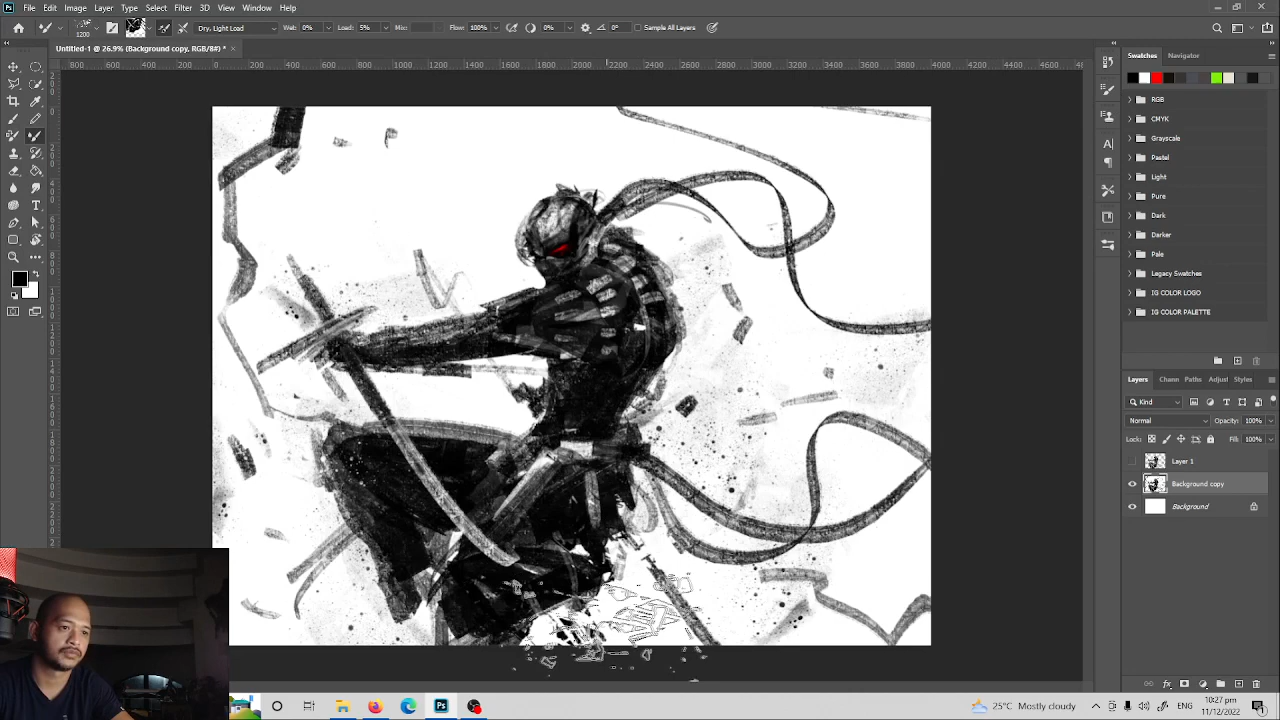 File Edit Image Layer Type Select Filter 3D View Window Help
1200 Dry, Light Load Wet: 0% Load: 5% Mix: Flow: 100% 0% 0° Sample All Layers
Untitled-1 @ 26.9% (Background copy, RGB/8#) *
800 600 400 200 0 200 400 600 800 1000 1200 1400 1600 1800 2000 2200 2400 2600 2800 3000 3200 3400 3600 3800 4000 4200 4400 4600
Swatches Navigator
RGB
CMYK
Grayscale
Pastel
Light
Pure
Dark
Darker
Pale
Legacy Swatches
IG COLOR LOGO
IG COLOR PALETTE
Layers Chann Paths Adjust Styles
Kind
Normal Opacity: 100%
Lock: Fill: 100%
Layer 1
Background copy
Background
25°C Mostly cloudy
10:27 pm
11/12/2022